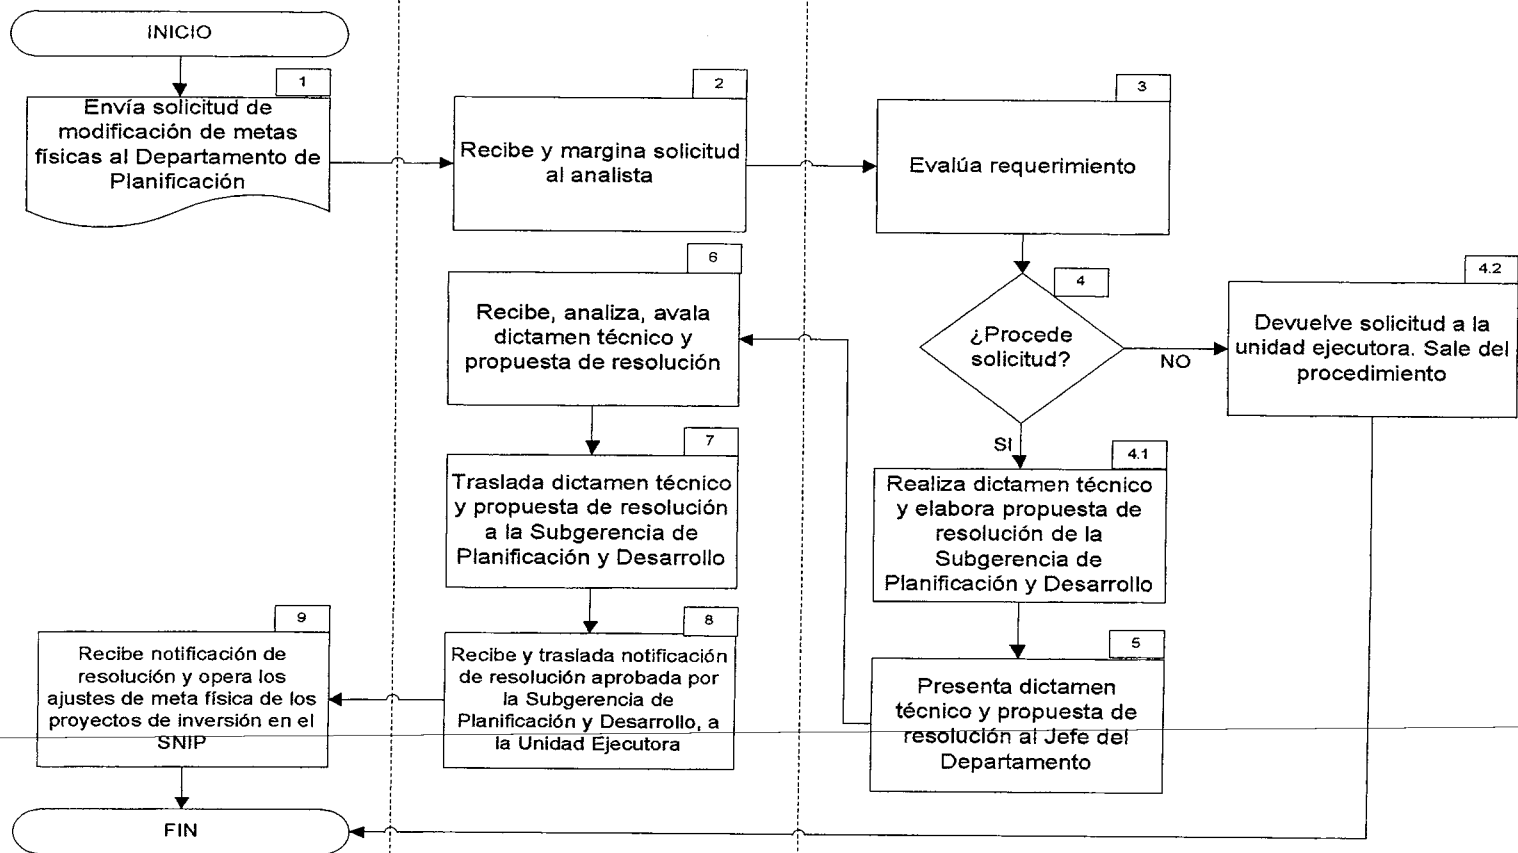 INICIO
1
Envía solicitud de
modificación de metas
físicas al Departamento de
Planificación
2
Recibe y margina solicitud
al analista
3
Evalúa requerimiento
4
¿Procede
solicitud?
NO
SI
4.2
Devuelve solicitud a la
unidad ejecutora. Sale del
procedimiento
4.1
Realiza dictamen técnico
y elabora propuesta de
resolución de la
Subgerencia de
Planificación y Desarrollo
5
Presenta dictamen
técnico y propuesta de
resolución al Jefe del
Departamento
6
Recibe, analiza, avala
dictamen técnico y
propuesta de resolución
7
Traslada dictamen técnico
y propuesta de resolución
a la Subgerencia de
Planificación y Desarrollo
8
Recibe y traslada notificación
de resolución aprobada por
la Subgerencia de
Planificación y Desarrollo, a
la Unidad Ejecutora
9
Recibe notificación de
resolución y opera los
ajustes de meta física de los
proyectos de inversión en el
SNIP
FIN